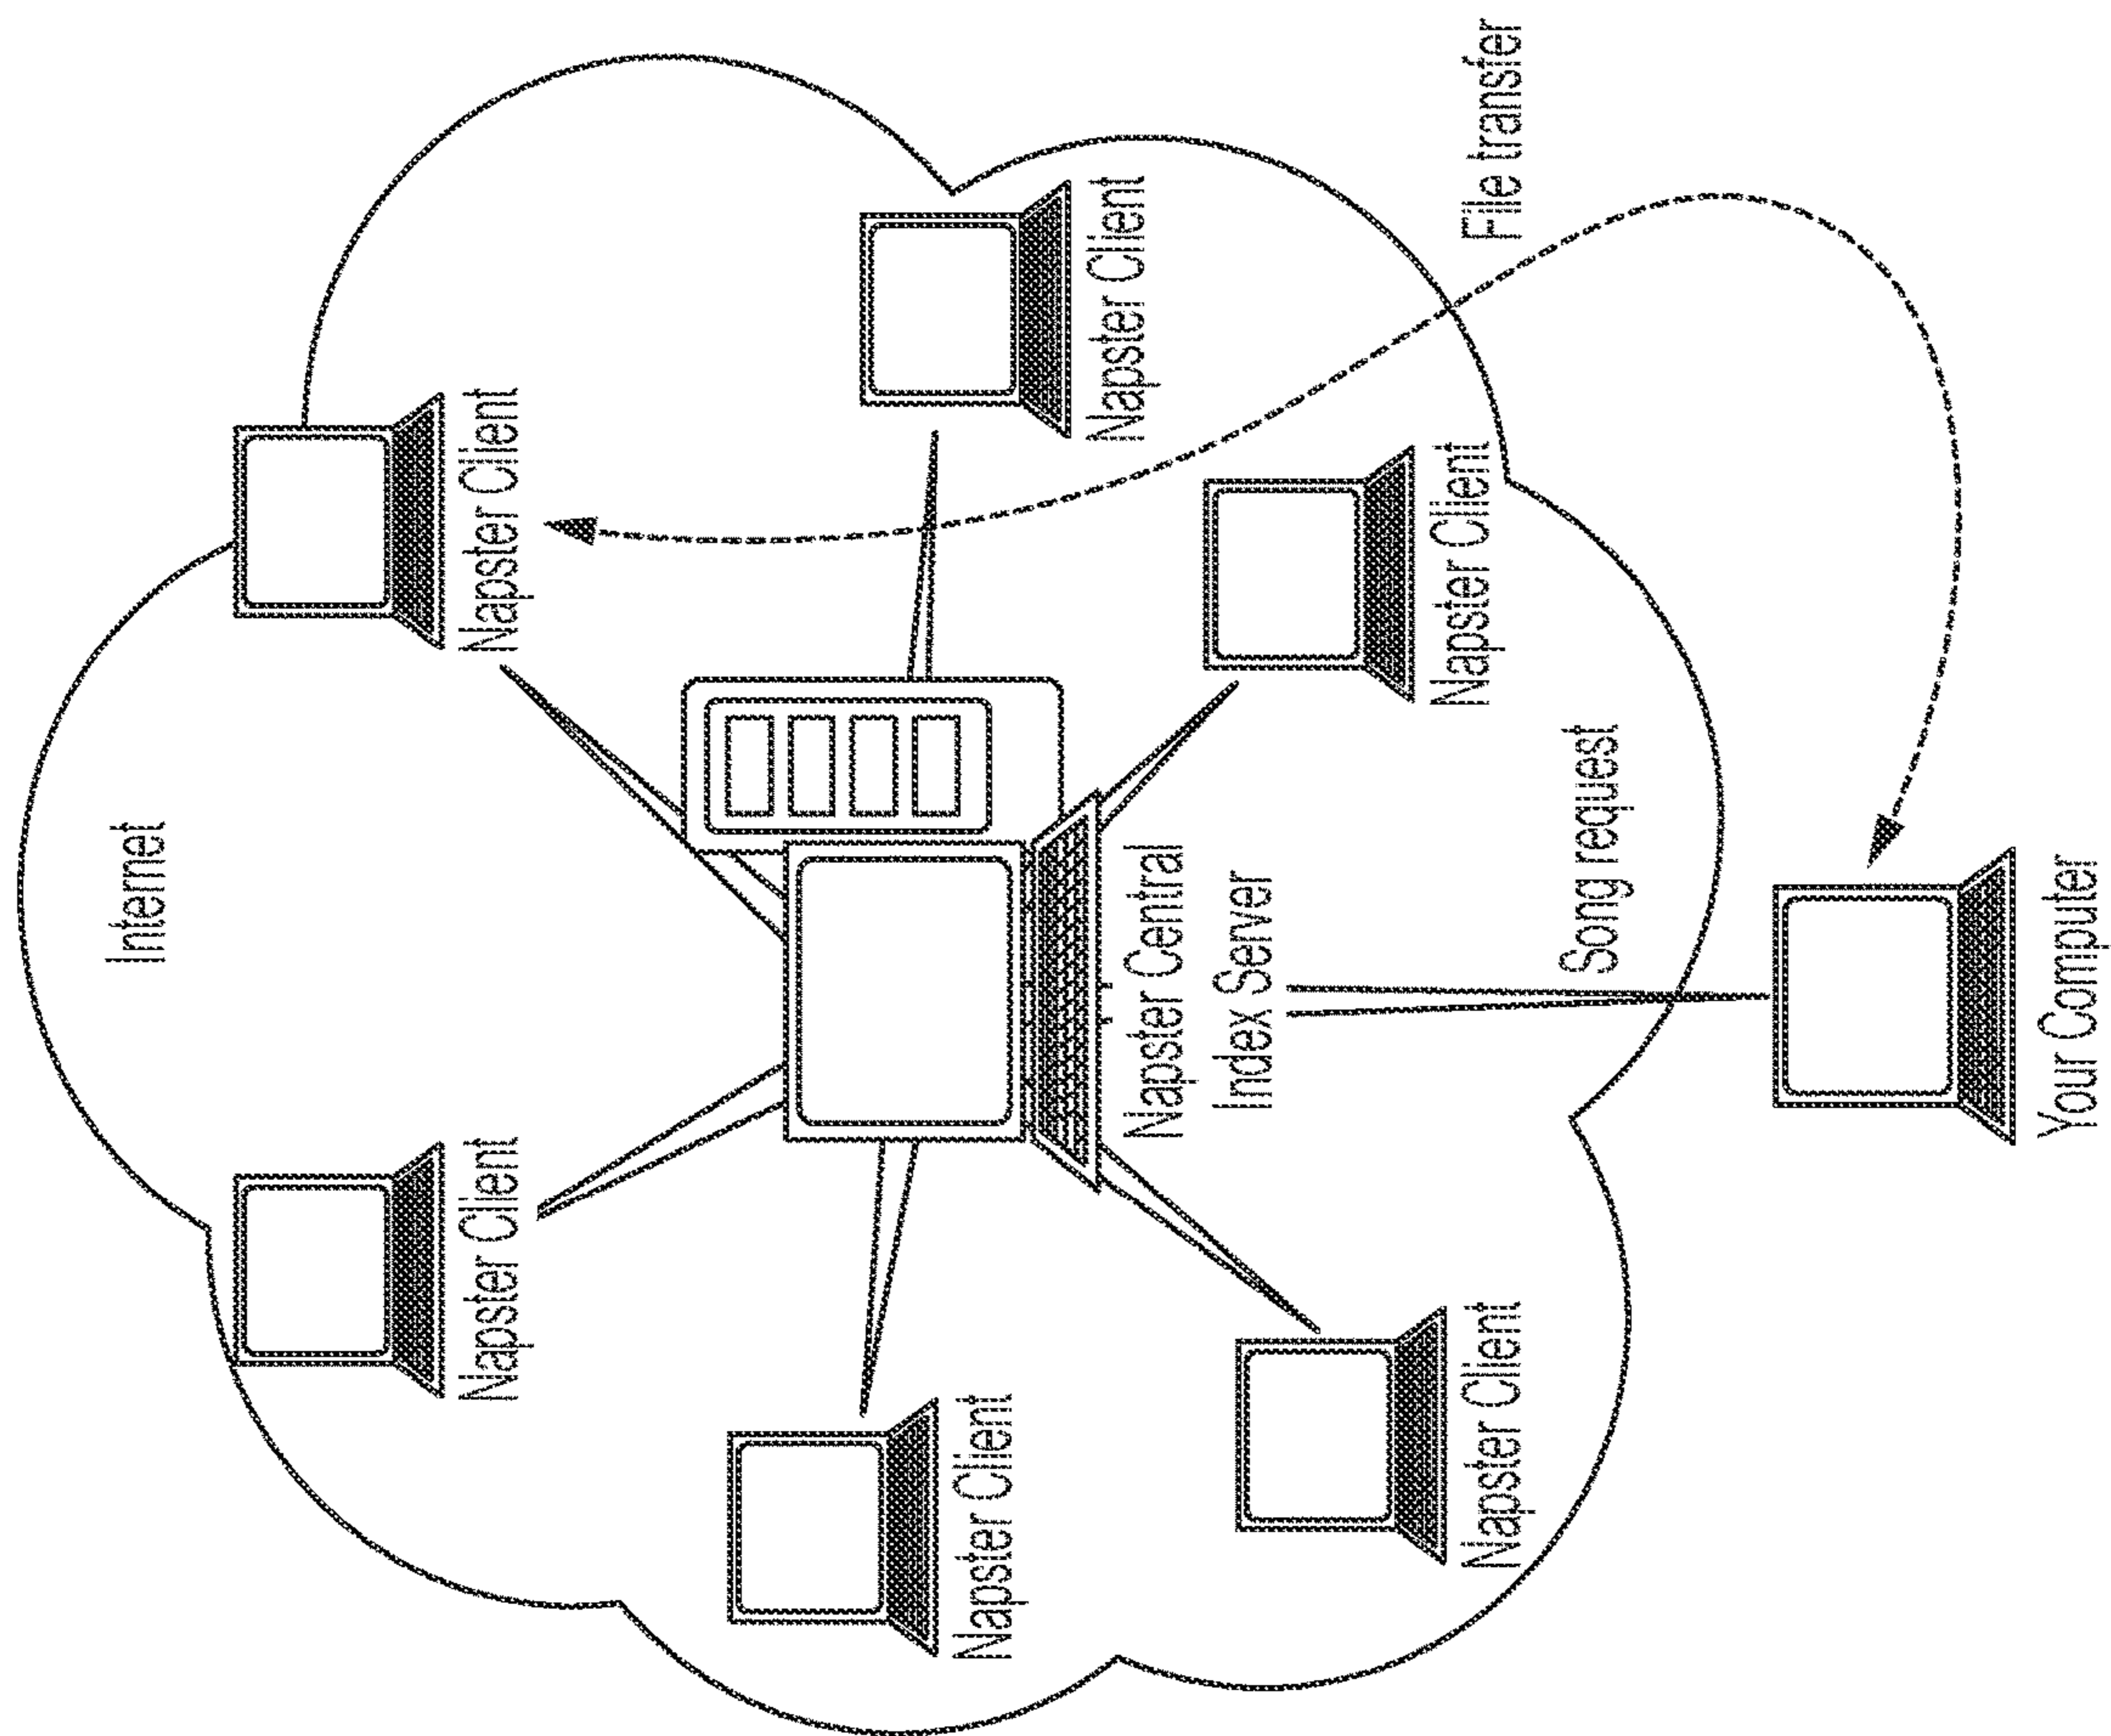 Internet
Napster Client
Napster Client
Napster Client
Napster Client
Napster Central
Index Server
Napster Client
Napster Client
Song request
File transfer
Your Computer